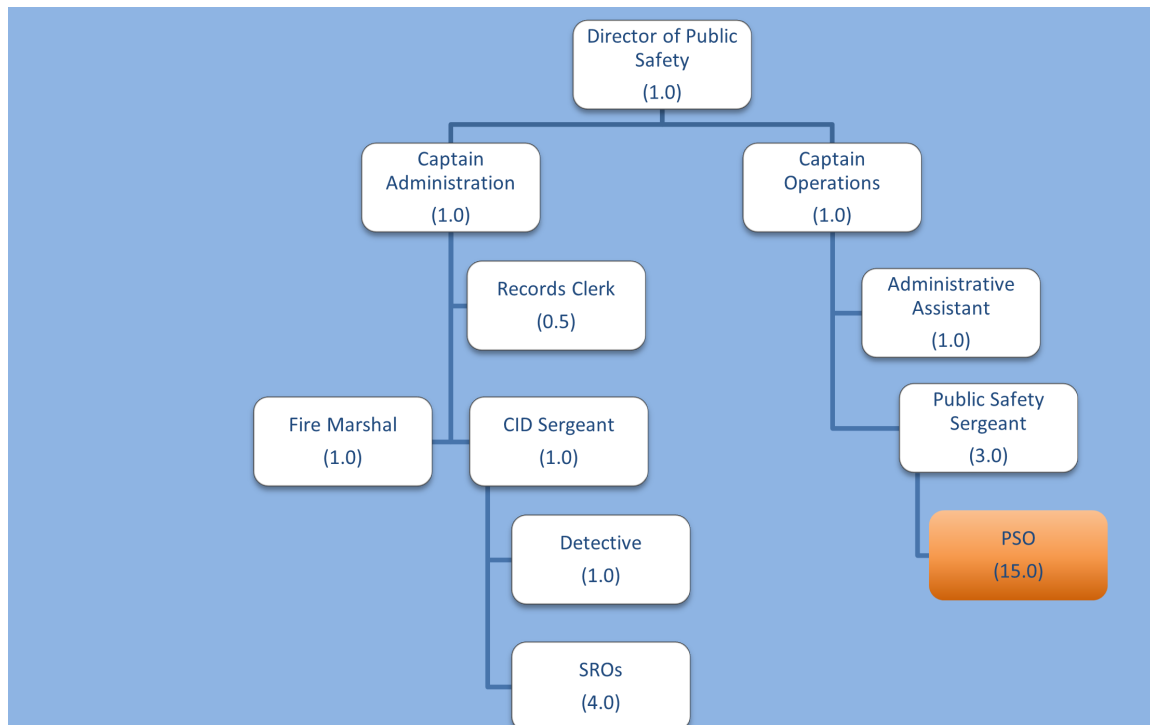 Director of Public
Safety
(1.0)
Captain
Administration
(1.0)
Captain
Operations
(1.0)
Records Clerk
(0.5)
Administrative
Assistant
(1.0)
Fire Marshal
(1.0)
CID Sergeant
(1.0)
Public Safety
Sergeant
(3.0)
Detective
(1.0)
PSO
(15.0)
SROs
(4.0)